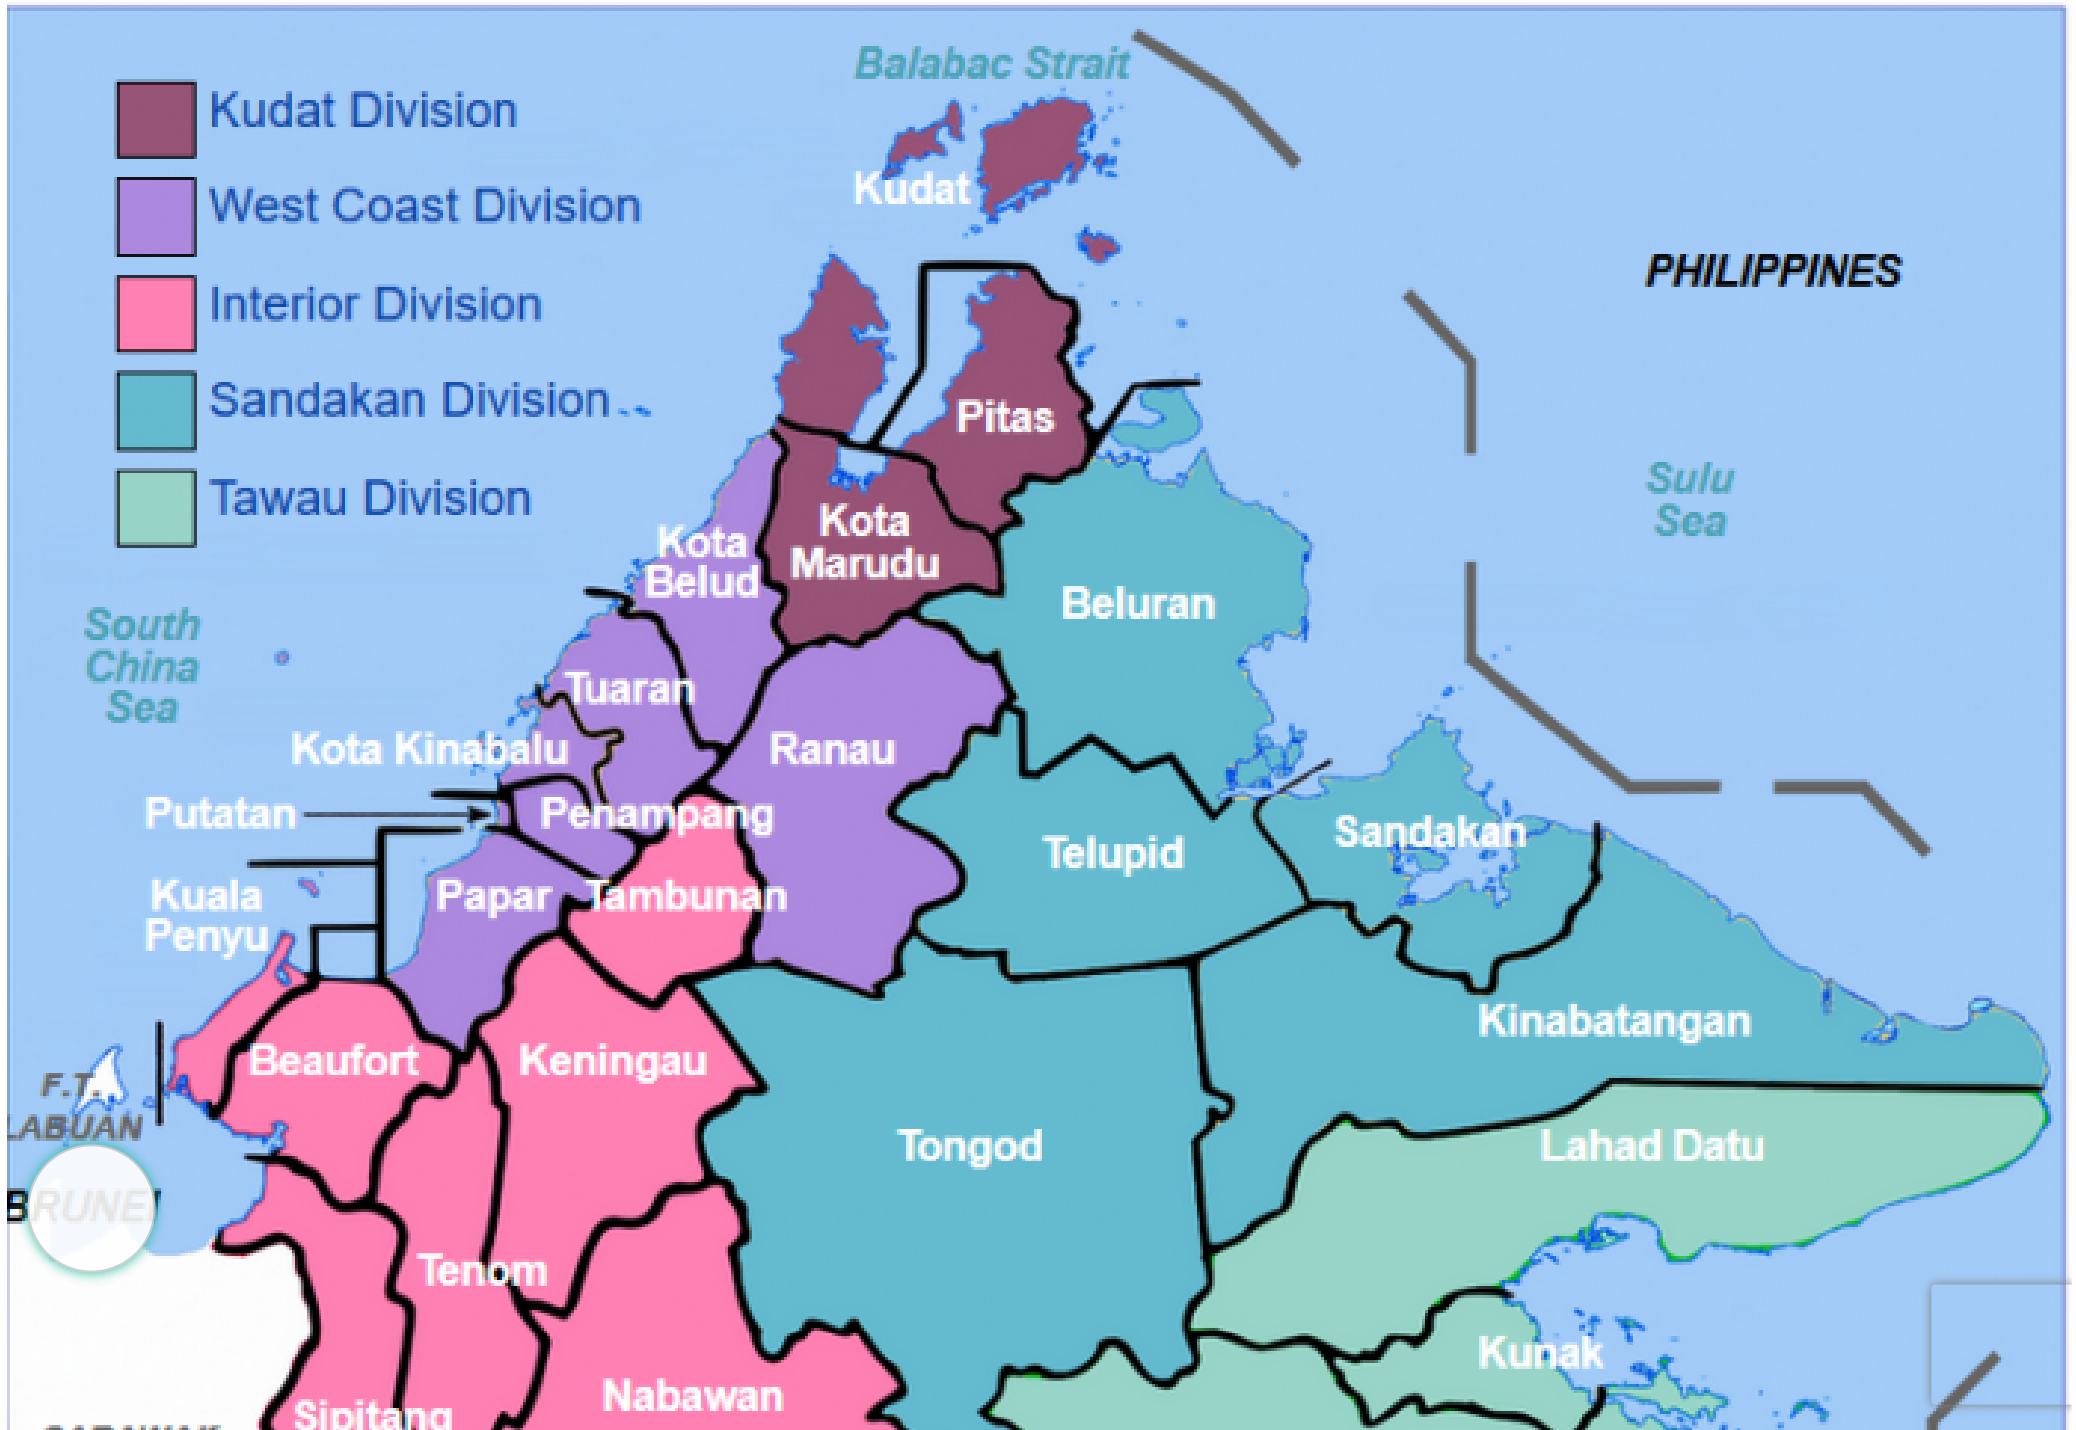 Balabac Strait
Kudat Division
West Coast Division
Interior Division
Sandakan Division
Tawau Division
Kudat
PHILIPPINES
Pitas
Sulu
Sea
Kota
Marudu
Kota
Belud
Beluran
South
China
Sea
Tuaran
Kota Kinabalu
Ranau
Putatan
Penampang
Sandakan
Telupid
Kuala
Penyu
Papar
Tambunan
Kinabatangan
Beaufort
Keningau
F.T.
LABUAN
Tongod
Lahad Datu
BRUNEI
Tenom
Kunak
Nabawan
Sipitang